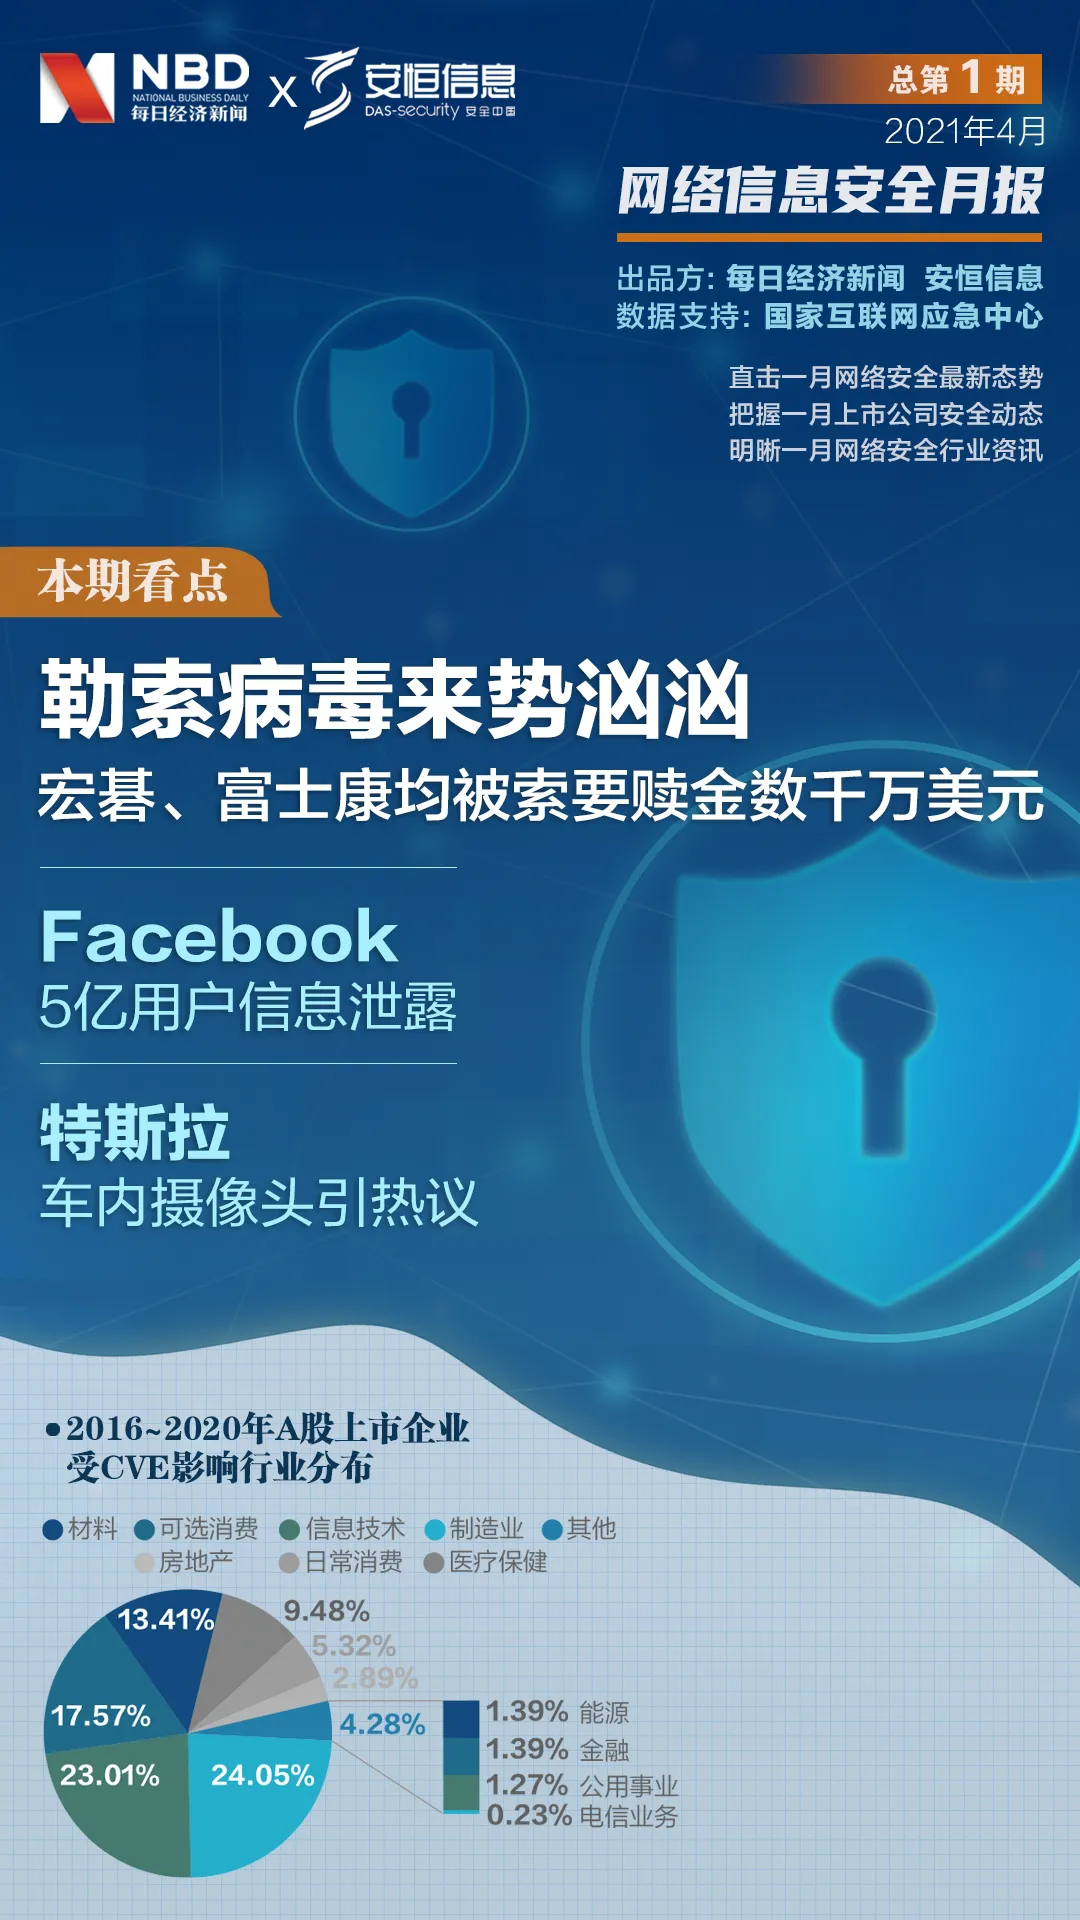 NBD
NATIONAL BUSINESS DAILY
每日经济新闻
X
安恒信息
DAS-security 安全中国
总第1期
2021年4月
网络信息安全月报
出品方: 每日经济新闻 安恒信息
数据支持: 国家互联网应急中心
直击一月网络安全最新态势
把握一月上市公司安全动态
明晰一月网络安全行业资讯
本期看点
勒索病毒来势汹汹
宏碁、富士康均被索要赎金数千万美元
Facebook
5亿用户信息泄露
特斯拉
车内摄像头引热议
•2016~2020年A股上市企业
受CVE影响行业分布
材料 可选消费 信息技术 制造业 其他
房地产 日常消费 医疗保健
13.41%
9.48%
5.32%
2.89%
17.57%
4.28%
23.01%
24.05%
1.39% 能源
1.39% 金融
1.27% 公用事业
0.23% 电信业务